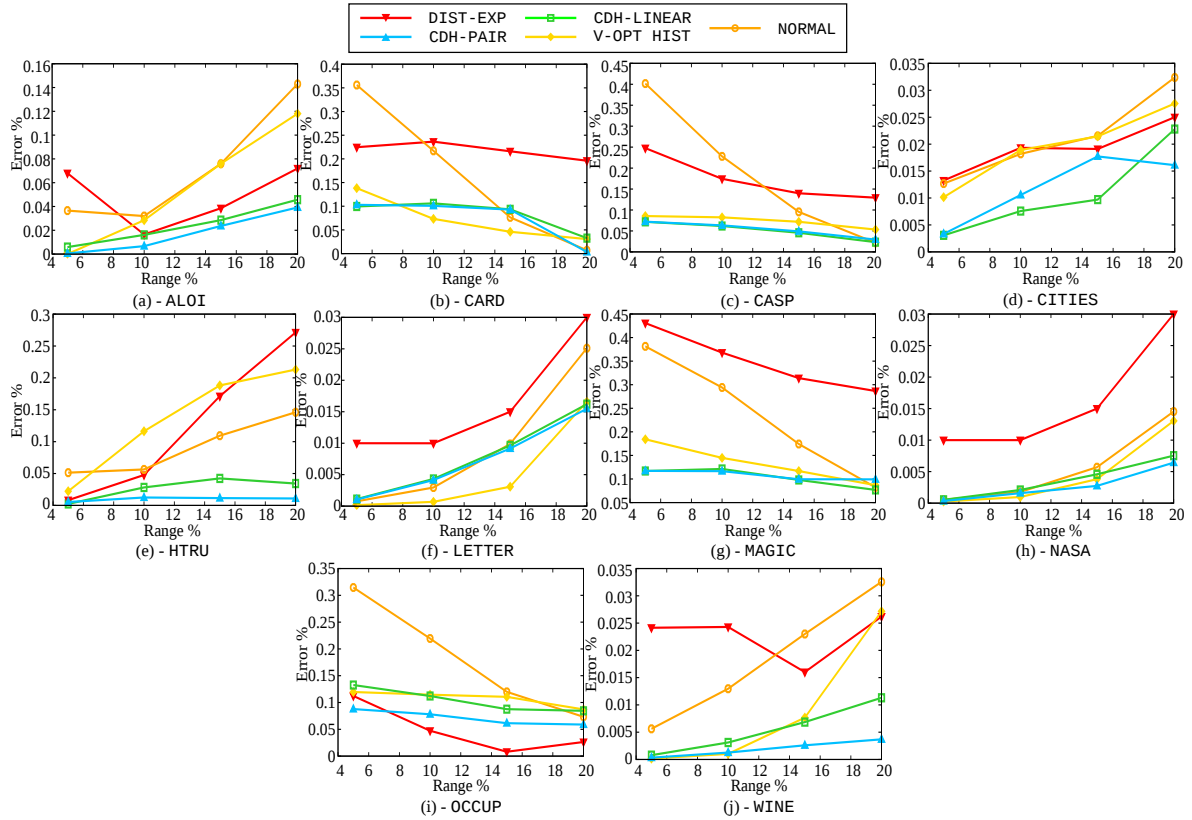 DIST-EXP CDH-LINEAR NORMAL
CDH-PAIR V-OPT HIST
Error %
0.16
0.14
0.12
0.1
0.08
0.06
0.04
0.02
0
4 6 8 10 12 14 16 18 20
Range %
(a) - ALOI
Error %
0.4
0.35
0.3
0.25
0.2
0.15
0.1
0.05
0
4 6 8 10 12 14 16 18 20
Range %
(b) - CARD
Error %
0.45
0.4
0.35
0.3
0.25
0.2
0.15
0.1
0.05
0
4 6 8 10 12 14 16 18 20
Range %
(c) - CASP
Error %
0.035
0.03
0.025
0.02
0.015
0.01
0.005
0
4 6 8 10 12 14 16 18 20
Range %
(d) - CITIES
Error %
0.3
0.25
0.2
0.15
0.1
0.05
0
4 6 8 10 12 14 16 18 20
Range %
(e) - HTRU
Error %
0.03
0.03
0.02
0.01
0.01
0.005
0
4 6 8 10 12 14 16 18 20
Range %
(f) - LETTER
Error %
0.45
0.4
0.35
0.3
0.25
0.2
0.15
0.1
0.05
4 6 8 10 12 14 16 18 20
Range %
(g) - MAGIC
Error %
0.03
0.03
0.02
0.01
0.01
0.005
0
4 6 8 10 12 14 16 18 20
Range %
(h) - NASA
Error %
0.35
0.3
0.25
0.2
0.15
0.1
0.05
0
4 6 8 10 12 14 16 18 20
Range %
(i) - OCCUP
Error %
0.035
0.03
0.025
0.02
0.015
0.01
0.005
0
4 6 8 10 12 14 16 18 20
Range %
(j) - WINE